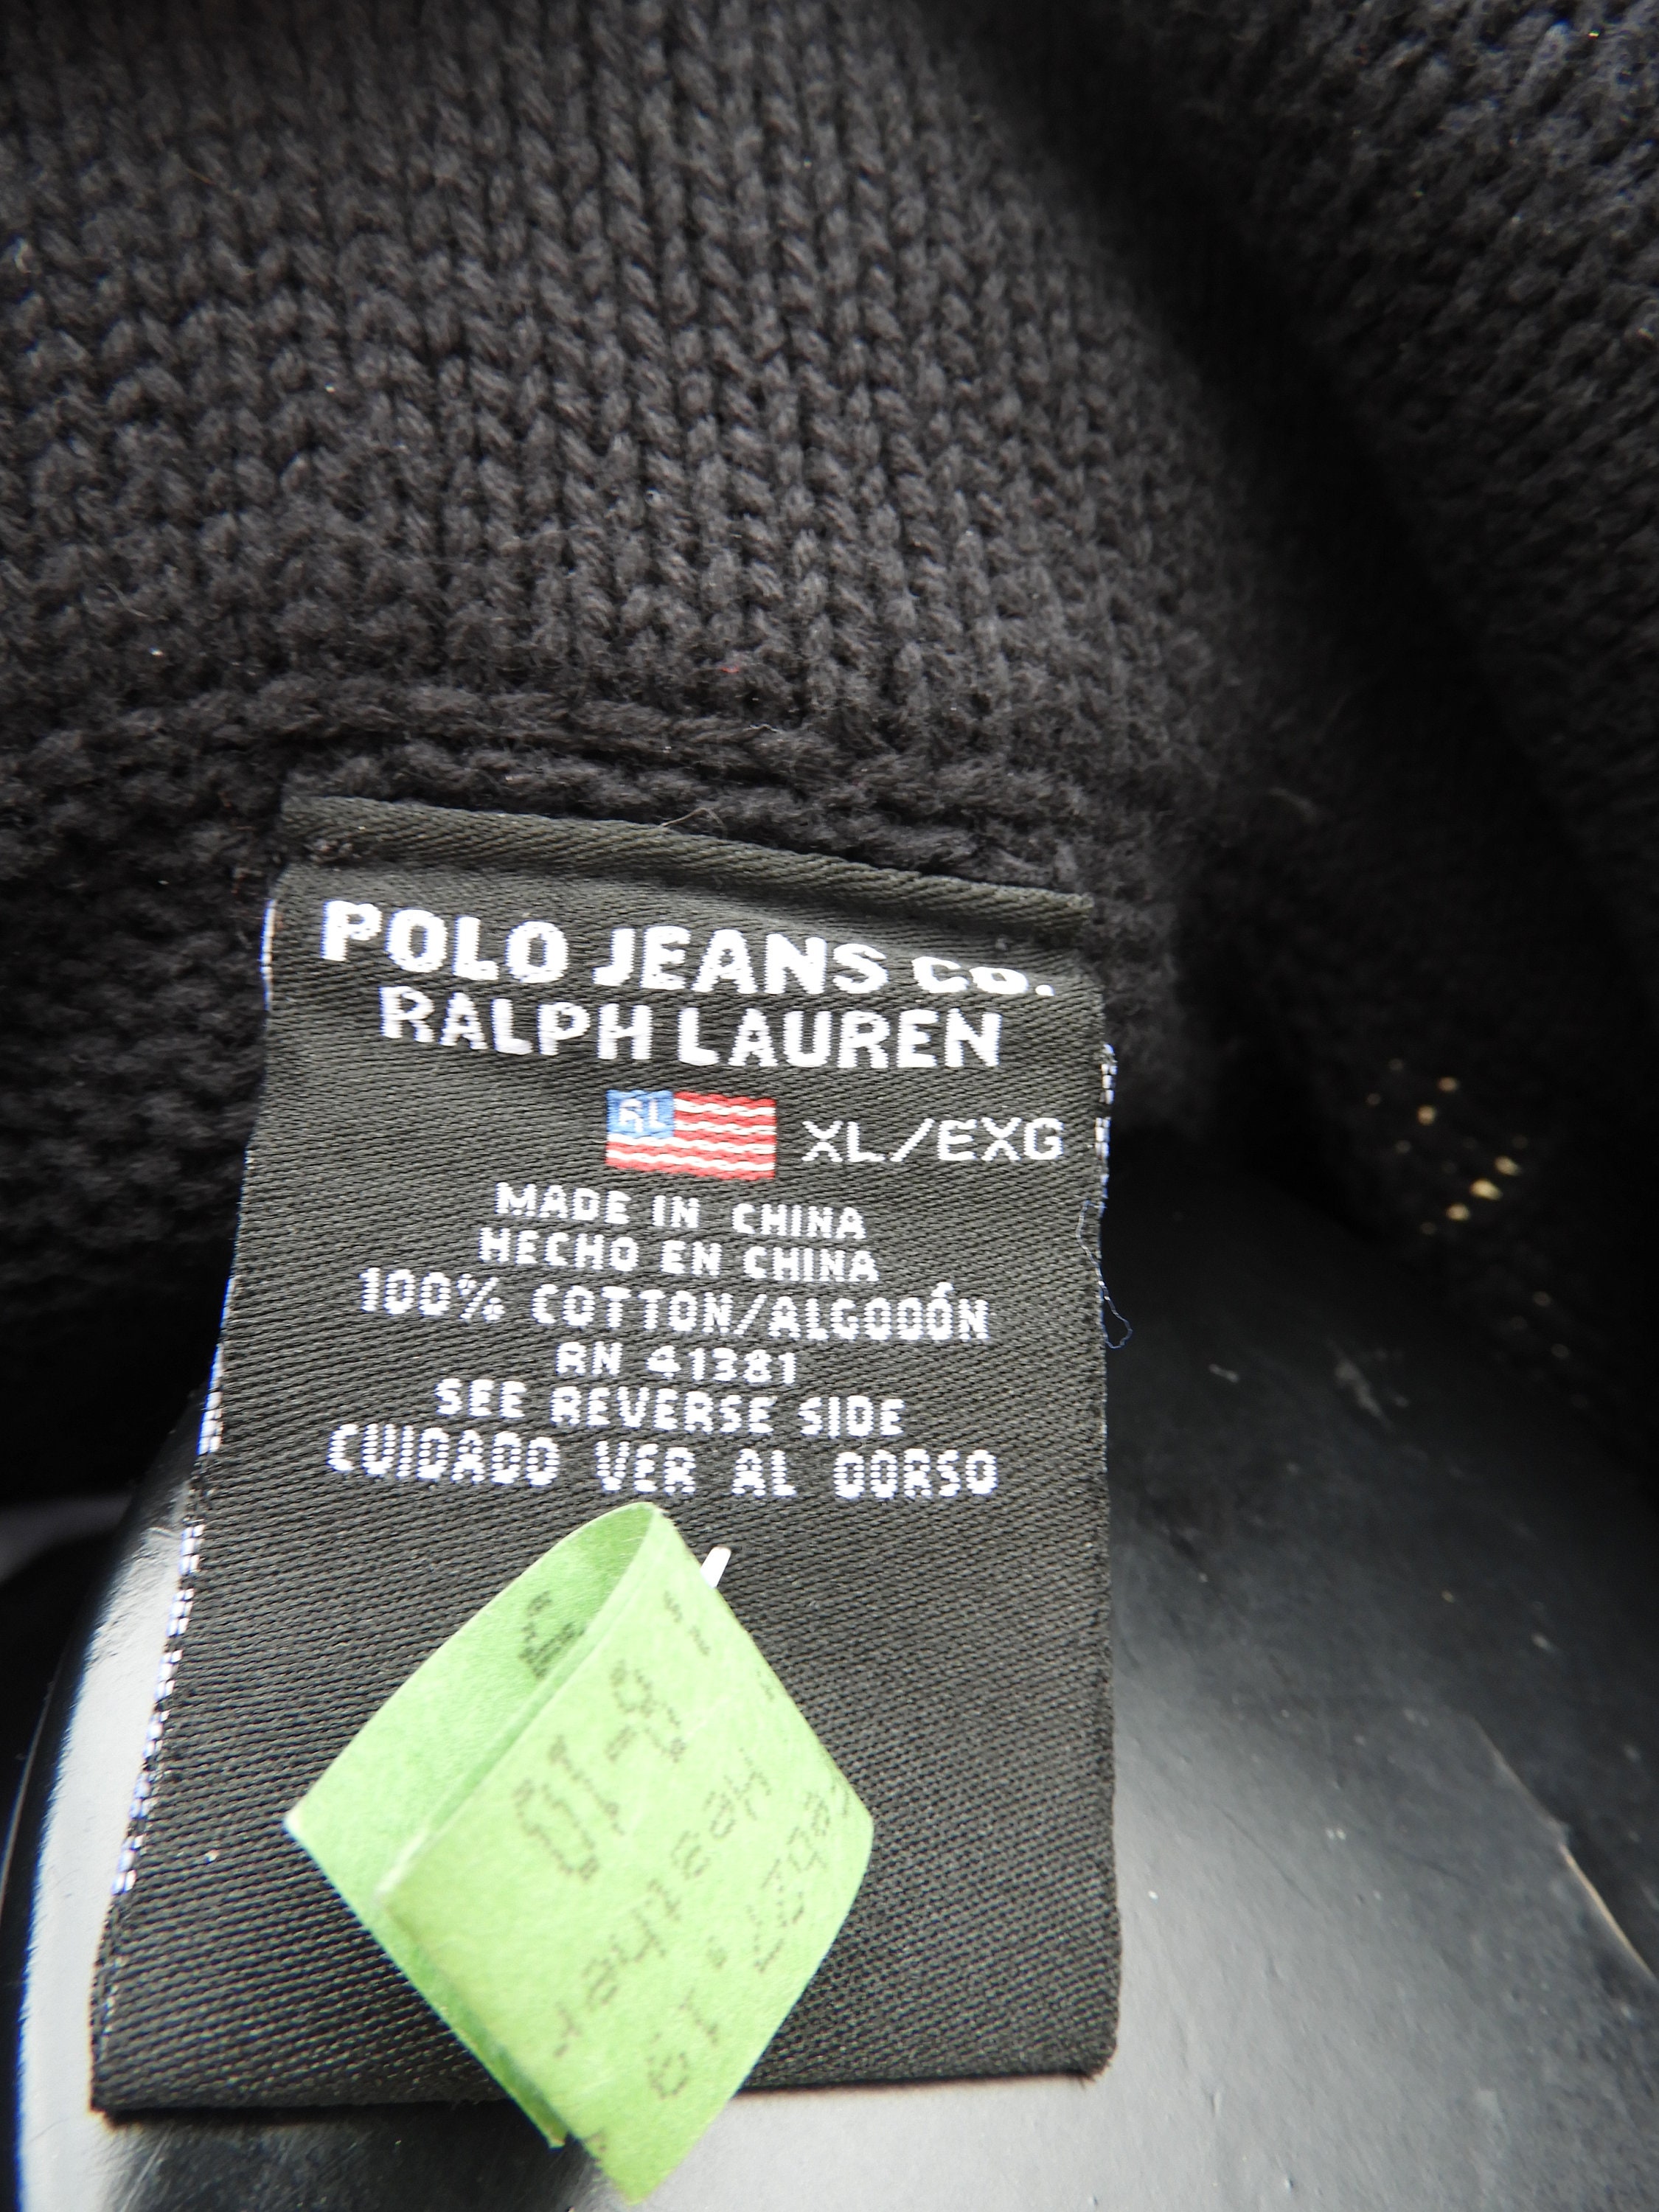 POLO JEANS CO.
RALPH LAUREN
RL
XL/EXG
MADE IN CHINA
HECHO EN CHINA
100% COTTON/ALGODÓN
RN 41381
SEE REVERSE SIDE
CUIDADO VER AL DORSO
Heather